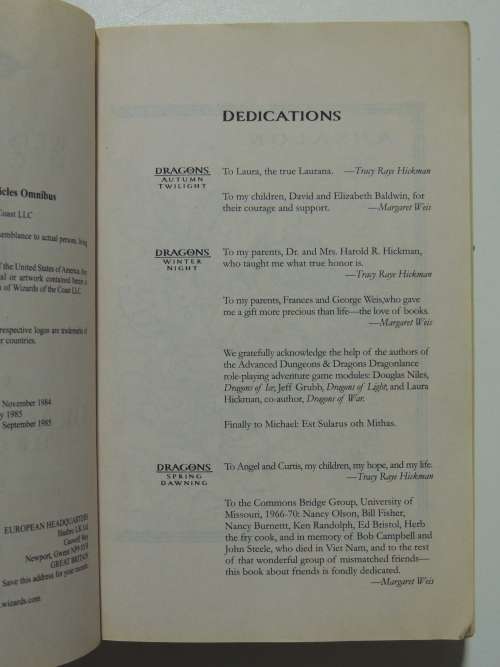 cles Omnibus
Coast LLC
semblance to actual persons, living
f the United States of America. Any
al or artwork contained herein is
n of Wizards of the Coast LLC.
respective logos are trademarks of
r countries.
November 1984
y 1985
September 1985
EUROPEAN HEADQUARTERS
Hasbro UK Ltd
Caswell Way
Newport, Gwent NP9 0YH
GREAT BRITAIN
Save this address for your records.
.wizards.com
DEDICATIONS
DRAGONS
AUTUMN
TWILIGHT
To Laura, the true Laurana. —Tracy Raye Hickman
To my children, David and Elizabeth Baldwin, for
their courage and support. —Margaret Weis
DRAGONS
WINTER
NIGHT
To my parents, Dr. and Mrs. Harold R. Hickman,
who taught me what true honor is.
—Tracy Raye Hickman
To my parents, Frances and George Weis,who gave
me a gift more precious than life—the love of books.
—Margaret Weis
We gratefully acknowledge the help of the authors of
the Advanced Dungeons & Dragons Dragonlance
role-playing adventure game modules: Douglas Niles,
Dragons of Ice, Jeff Grubb, Dragons of Light, and Laura
Hickman, co-author, Dragons of War.
Finally to Michael: Est Sularus oth Mithas.
DRAGONS
SPRING
DAWNING
To Angel and Curtis, my children, my hope, and my life.
—Tracy Raye Hickman
To the Commons Bridge Group, University of
Missouri, 1966-70: Nancy Olson, Bill Fisher,
Nancy Burnettt, Ken Randolph, Ed Bristol, Herb
the fry cook, and in memory of Bob Campbell and
John Steele, who died in Viet Nam, and to the rest
of that wonderful group of mismatched friends—
this book about friends is fondly dedicated.
—Margaret Weis